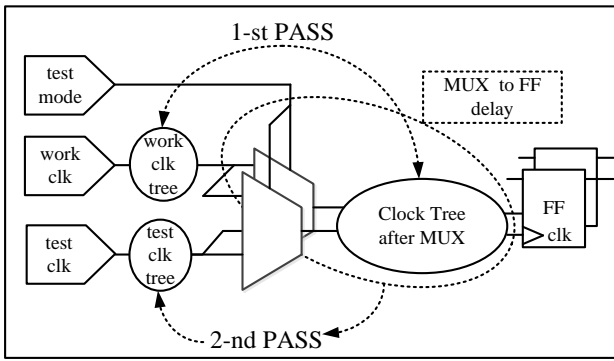 1-st PASS
test
mode
MUX to FF
delay
work
clk
work
clk
tree
Clock Tree
after MUX
FF
clk
test
clk
test
clk
tree
2-nd PASS